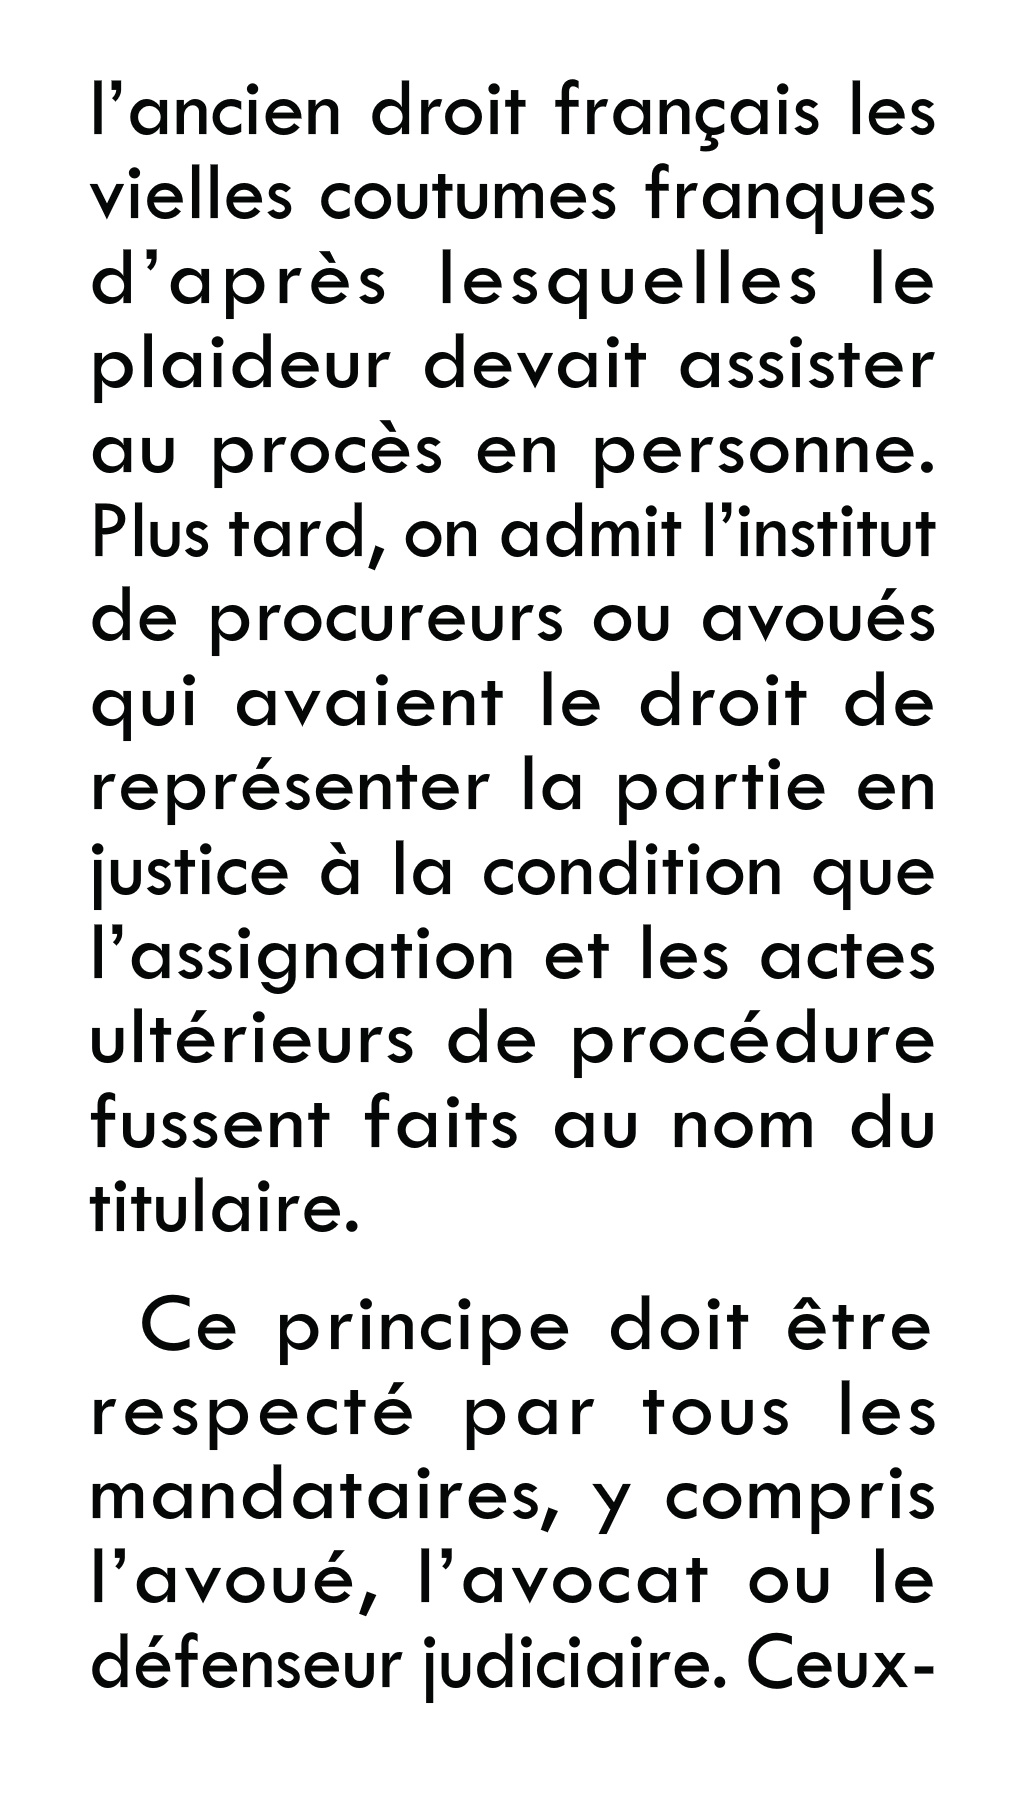 l’ancien droit français les
vielles coutumes franques
d’après lesquelles le
plaideur devait assister
au procès en personne.
Plus tard, on admit l’institut
de procureurs ou avoués
qui avaient le droit de
représenter la partie en
justice à la condition que
l’assignation et les actes
ultérieurs de procédure
fussent faits au nom du
titulaire.
Ce principe doit être
respecté par tous les
mandataires, y compris
l’avoué, l’avocat ou le
défenseur judiciaire. Ceux-